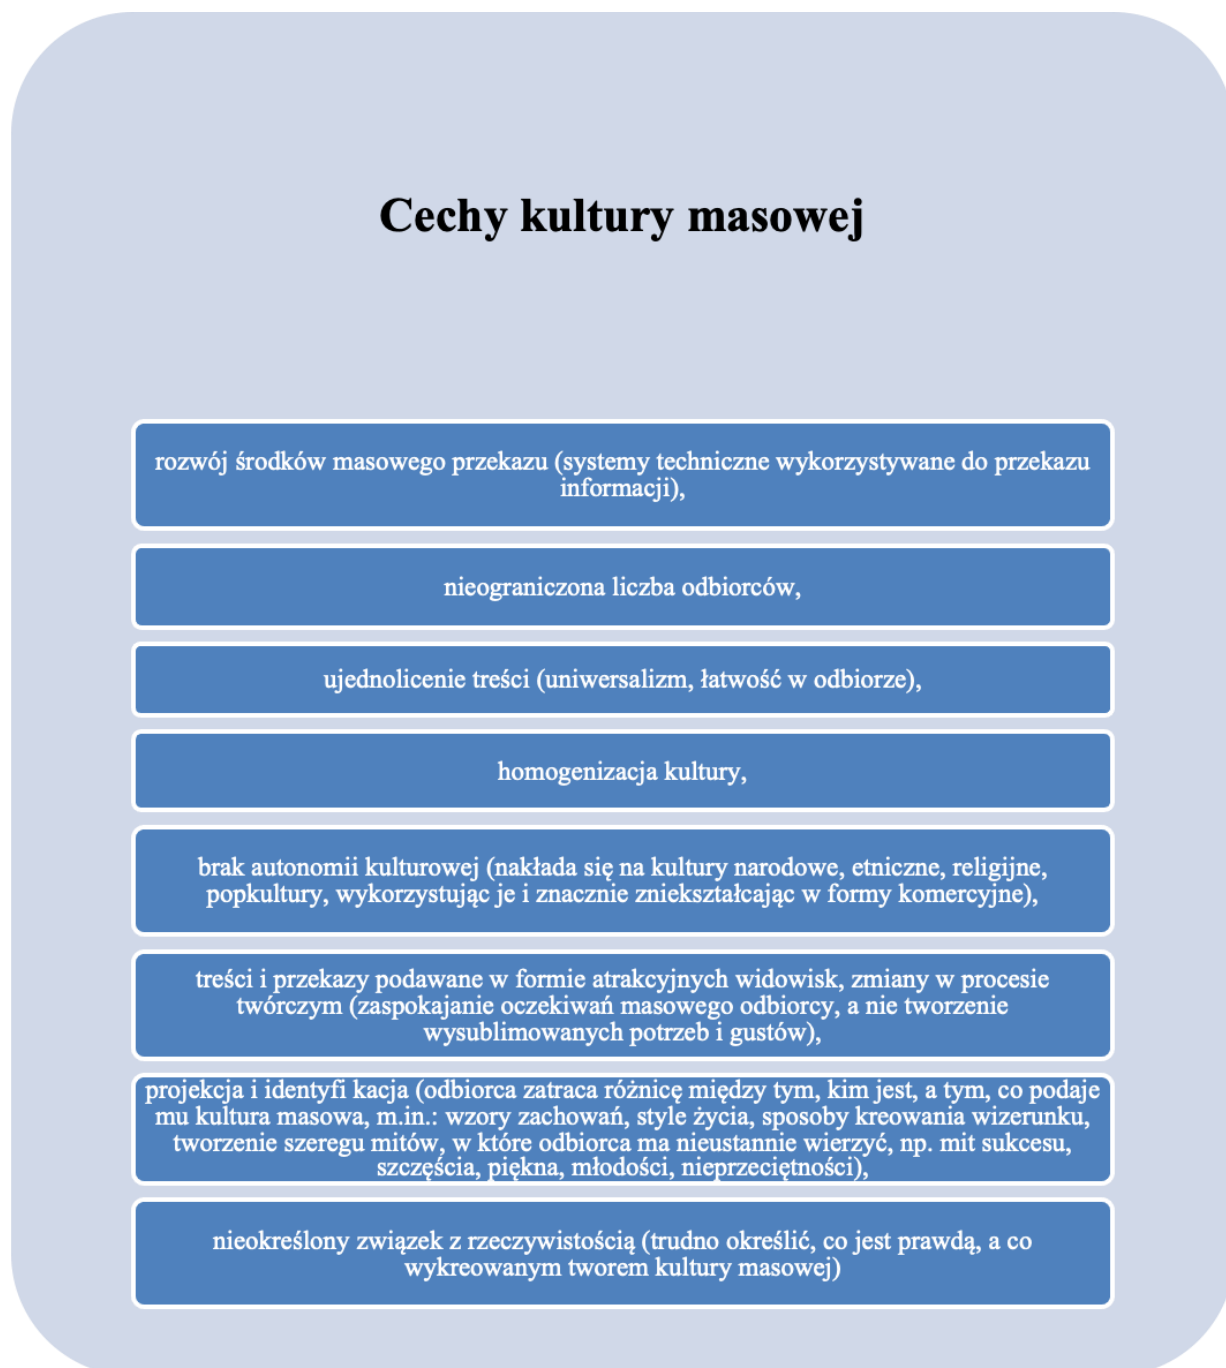 Cechy kultury masowej
rozwój środków masowego przekazu (systemy techniczne wykorzystywane do przekazu
informacji),
nieograniczona liczba odbiorców,
ujednolicenie treści (uniwersalizm, łatwość w odbiorze),
homogenizacja kultury,
brak autonomii kulturowej (nakłada się na kultury narodowe, etniczne, religijne,
popkultury, wykorzystując je i znacznie zniekształcając w formy komercyjne),
treści i przekazy podawane w formie atrakcyjnych widowisk, zmiany w procesie
twórczym (zaspokajanie oczekiwań masowego odbiorcy, a nie tworzenie
wysublimowanych potrzeb i gustów),
projekcja i identyfi kacja (odbiorca zatraca różnicę między tym, kim jest, a tym, co podaje
mu kultura masowa, m.in.: wzory zachowań, style życia, sposoby kreowania wizerunku,
tworzenie szeregu mitów, w które odbiorca ma nieustannie wierzyć, np. mit sukcesu,
szczęścia, piękna, młodości, nieprzeciętności),
nieokreślony związek z rzeczywistością (trudno określić, co jest prawdą, a co
wykreowanym tworem kultury masowej)